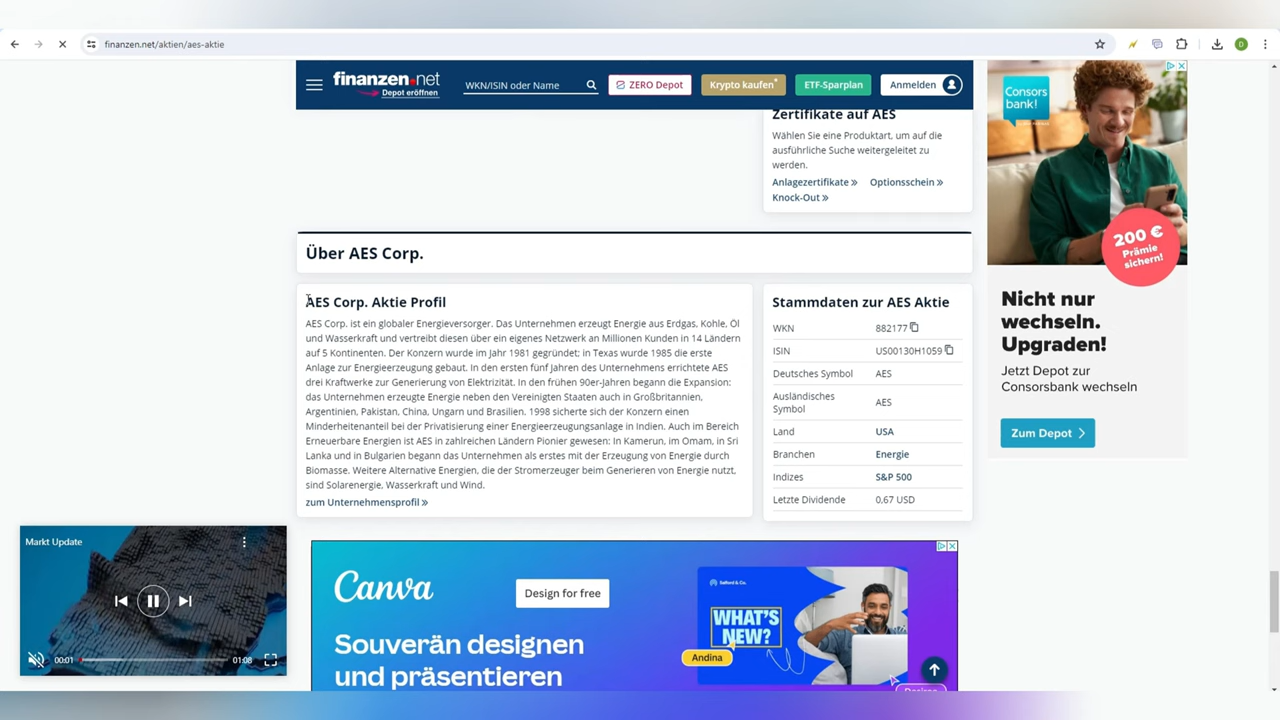 finanzen.net/aktien/aes-aktie
D
finanzen.net
Depot eröffnen
WKN/ISIN oder Name
ZERO Depot
Krypto kaufen*
ETF-Sparplan
Anmelden
Zertifikate auf AES
Wählen Sie eine Produktart, um auf die
ausführliche Suche weitergeleitet zu
werden.
Anlagezertifikate » Optionsschein »
Knock-Out »
Über AES Corp.
AES Corp. Aktie Profil
AES Corp. ist ein globaler Energieversorger. Das Unternehmen erzeugt Energie aus Erdgas, Kohle, Öl
und Wasserkraft und vertreibt diesen über ein eigenes Netzwerk an Millionen Kunden in 14 Ländern
auf 5 Kontinenten. Der Konzern wurde im Jahr 1981 gegründet; in Texas wurde 1985 die erste
Anlage zur Energieerzeugung gebaut. In den ersten fünf Jahren des Unternehmens errichtete AES
drei Kraftwerke zur Generierung von Elektrizität. In den frühen 90er-Jahren begann die Expansion:
das Unternehmen erzeugte Energie neben den Vereinigten Staaten auch in Großbritannien,
Argentinien, Pakistan, China, Ungarn und Brasilien. 1998 sicherte sich der Konzern einen
Minderheitenanteil bei der Privatisierung einer Energieerzeugungsanlage in Indien. Auch im Bereich
Erneuerbare Energien ist AES in zahlreichen Ländern Pionier gewesen: In Kamerun, im Omam, in Sri
Lanka und in Bulgarien begann das Unternehmen als erstes mit der Erzeugung von Energie durch
Biomasse. Weitere Alternative Energien, die der Stromerzeuger beim Generieren von Energie nutzt,
sind Solarenergie, Wasserkraft und Wind.
zum Unternehmensprofil »
Stammdaten zur AES Aktie
WKN 882177
ISIN US00130H1059
Deutsches Symbol AES
Ausländisches
Symbol AES
Land USA
Branchen Energie
Indizes S&P 500
Letzte Dividende 0,67 USD
Consors
bank!
200 €
Prämie
sichern!
Nicht nur
wechseln.
Upgraden!
Jetzt Depot zur
Consorsbank wechseln
Zum Depot
Markt Update
00:01 01:08
Canva
Design for free
Souverän designen
und präsentieren
Salford & Co.
WHAT'S
NEW?
Andina